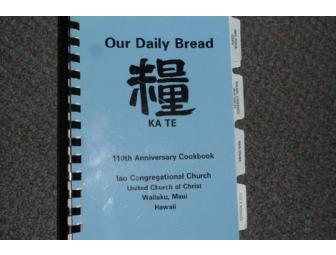 Our Daily Bread
糧
KA TE
110th Anniversary Cookbook
Iao Congregational Church
United Church of Christ
Wailuku, Maui
Hawaii